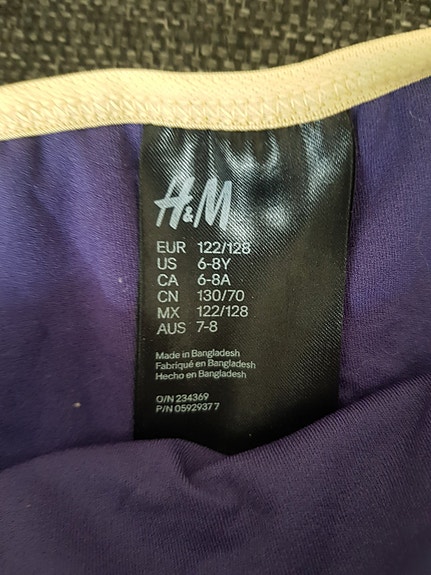 H&M
EUR 122/128
US 6-8Y
CA 6-8A
CN 130/70
MX 122/128
AUS 7-8
Made in Bangladesh
Fabriqué en Bangladesh
Hecho en Bangladesh
O/N 234369
P/N 05929377